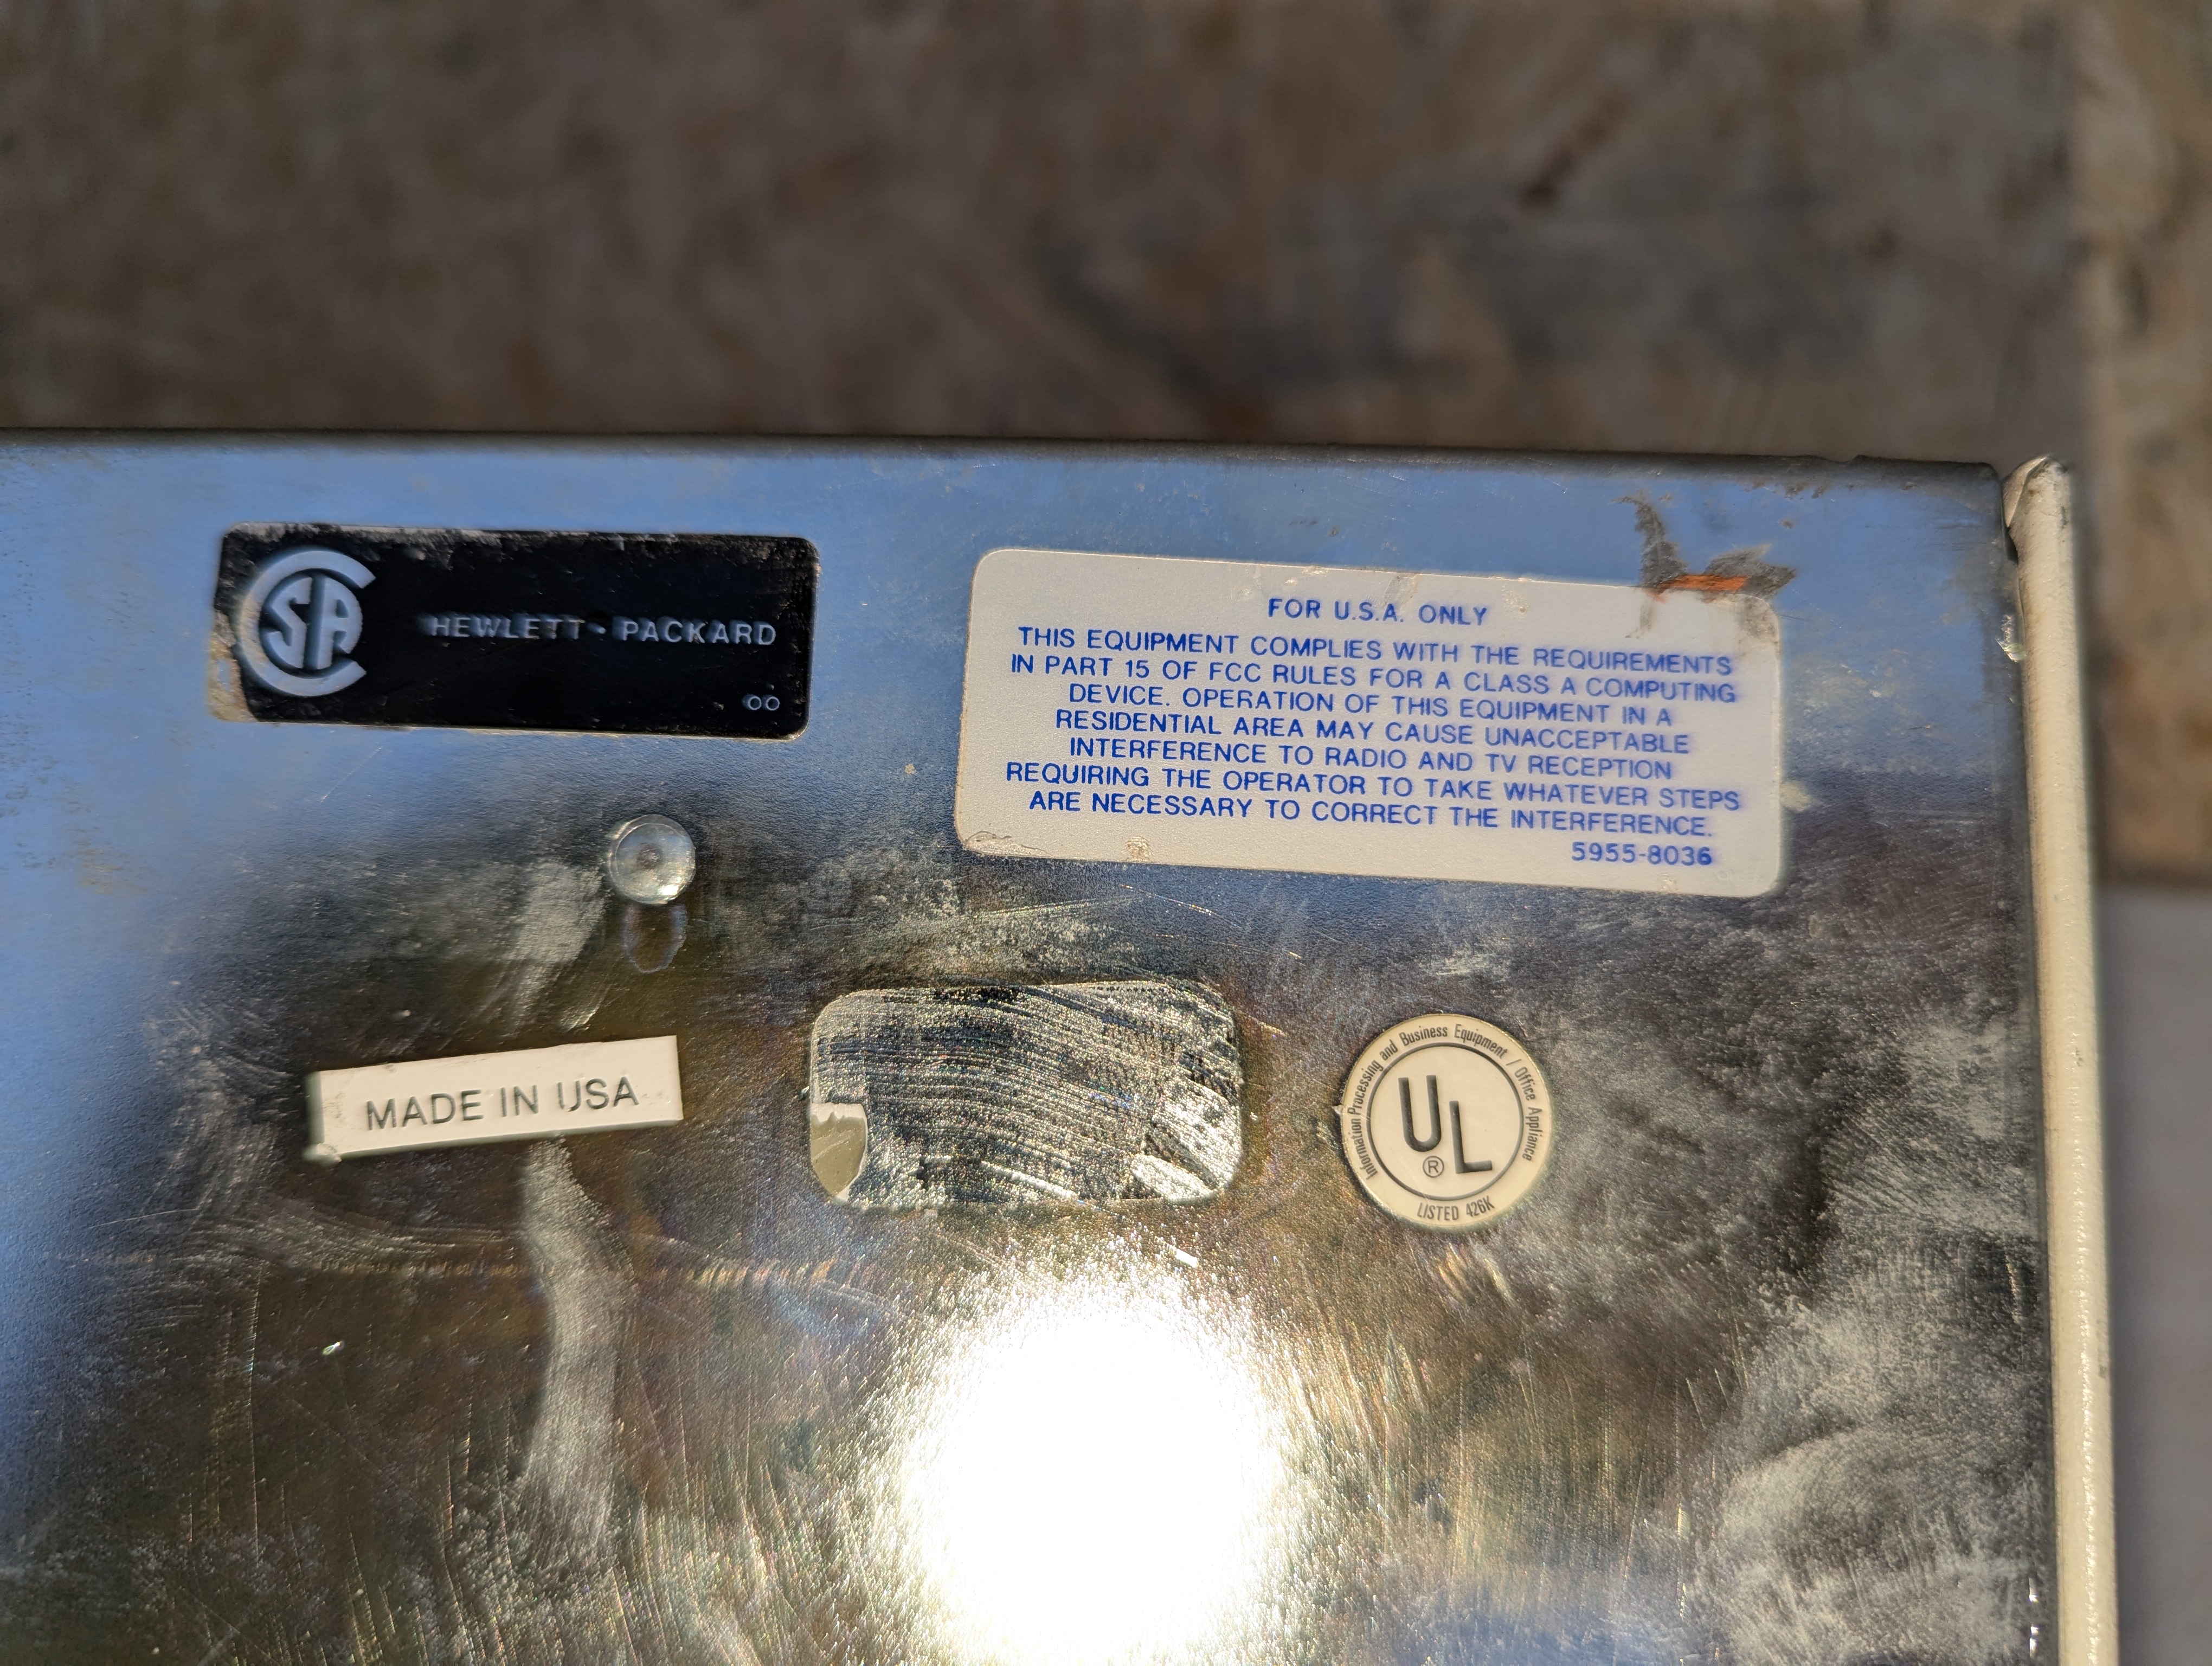 CSA
HEWLETT-PACKARD
00
FOR U.S.A. ONLY
THIS EQUIPMENT COMPLIES WITH THE REQUIREMENTS
IN PART 15 OF FCC RULES FOR A CLASS A COMPUTING
DEVICE. OPERATION OF THIS EQUIPMENT IN A
RESIDENTIAL AREA MAY CAUSE UNACCEPTABLE
INTERFERENCE TO RADIO AND TV RECEPTION
REQUIRING THE OPERATOR TO TAKE WHATEVER STEPS
ARE NECESSARY TO CORRECT THE INTERFERENCE.
5955-8036
MADE IN USA
Information Processing and Business Equipment / Office Appliance
UL
®
LISTED 426K